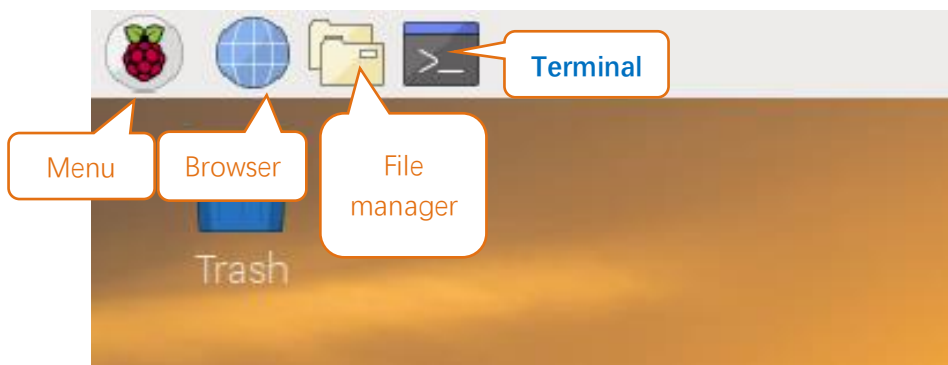 >_
Terminal
Menu
Browser
File
manager
Trash